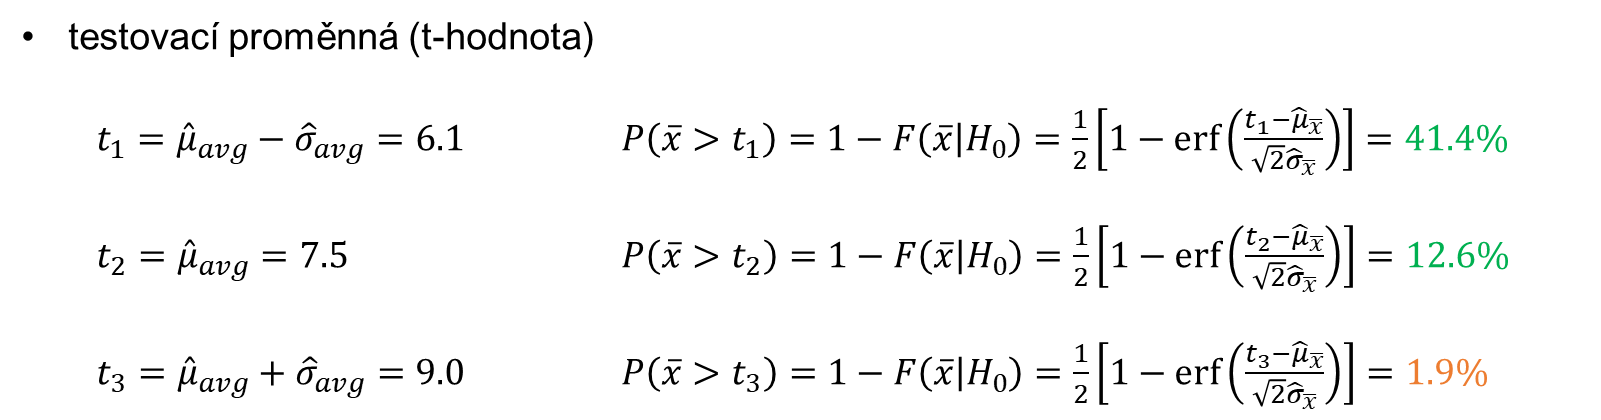 • testovací proměnná (t-hodnota)
t₁ = μ̂_avg − σ̂_avg = 6.1 P(x̄ > t₁) = 1 − F(x̄|H₀) = 1/2 [1 − erf((t₁−μ̂_x̄)/(√2σ̂_x̄))] = 41.4%
t₂ = μ̂_avg = 7.5 P(x̄ > t₂) = 1 − F(x̄|H₀) = 1/2 [1 − erf((t₂−μ̂_x̄)/(√2σ̂_x̄))] = 12.6%
t₃ = μ̂_avg + σ̂_avg = 9.0 P(x̄ > t₃) = 1 − F(x̄|H₀) = 1/2 [1 − erf((t₃−μ̂_x̄)/(√2σ̂_x̄))] = 1.9%